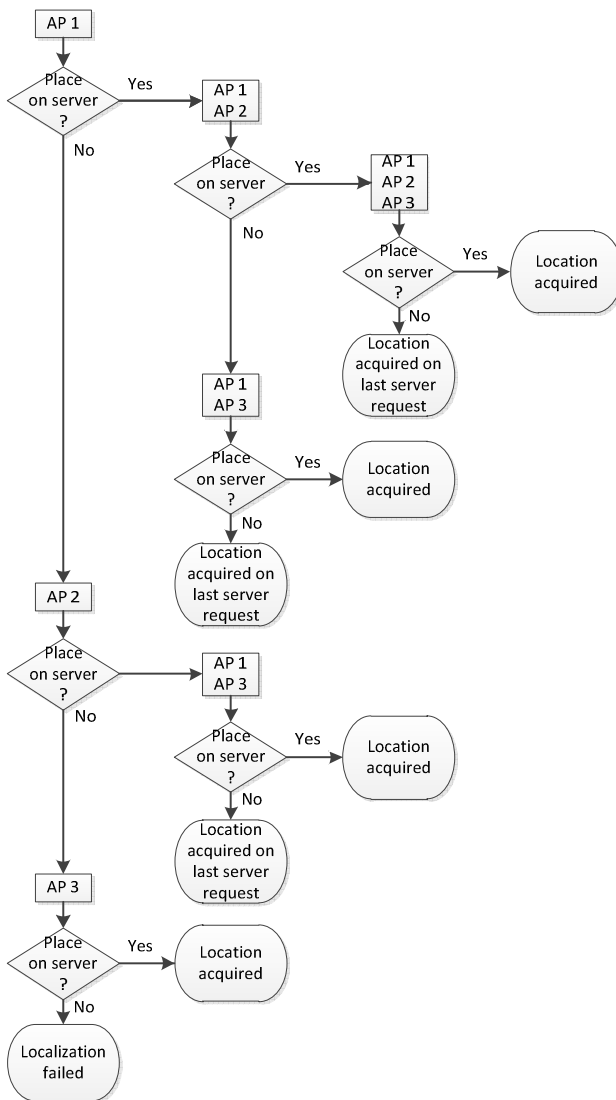 AP 1
Place
on server
?
Yes
No
AP 1
AP 2
Place
on server
?
Yes
No
AP 1
AP 2
AP 3
Place
on server
?
Yes
No
Location
acquired
Location
acquired on
last server
request
AP 1
AP 3
Place
on server
?
Yes
No
Location
acquired
Location
acquired on
last server
request
AP 2
Place
on server
?
No
AP 1
AP 3
Place
on server
?
Yes
No
Location
acquired
Location
acquired on
last server
request
AP 3
Place
on server
?
Yes
No
Location
acquired
Localization
failed